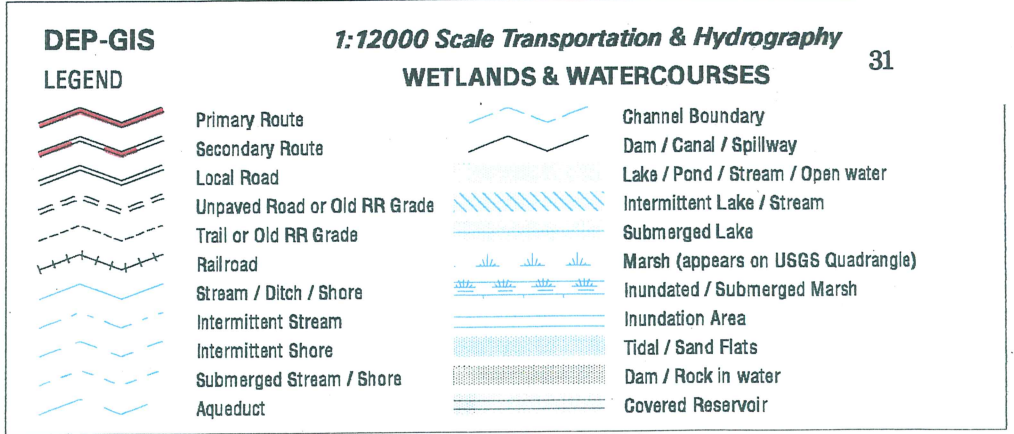 DEP-GIS
1:12000 Scale Transportation & Hydrography
31
LEGEND
WETLANDS & WATERCOURSES
Primary Route
Secondary Route
Local Road
Unpaved Road or Old RR Grade
Trail or Old RR Grade
Railroad
Stream / Ditch / Shore
Intermittent Stream
Intermittent Shore
Submerged Stream / Shore
Aqueduct
Channel Boundary
Dam / Canal / Spillway
Lake / Pond / Stream / Open water
Intermittent Lake / Stream
Submerged Lake
Marsh (appears on USGS Quadrangle)
Inundated / Submerged Marsh
Inundation Area
Tidal / Sand Flats
Dam / Rock in water
Covered Reservoir